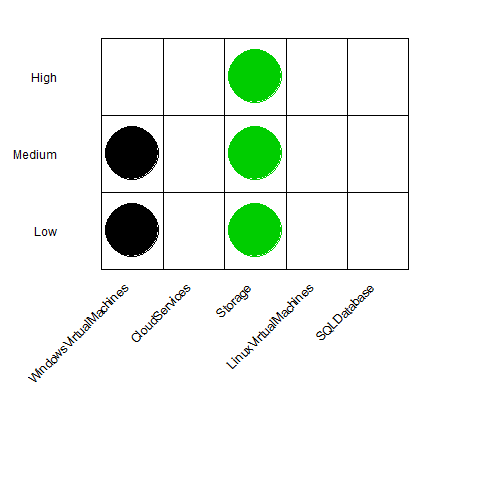 High
Medium
Low
WindowsVirtualMachines
CloudServices
Storage
LinuxVirtualMachines
SQLDatabase